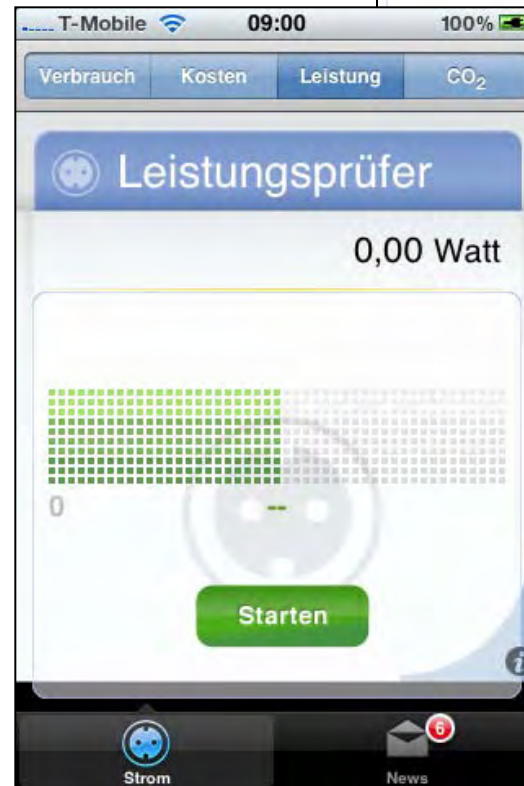 T-Mobile 09:00 100%
Verbrauch Kosten Leistung CO₂
Leistungsprüfer
0,00 Watt
0 --
Starten
i
6
Strom News